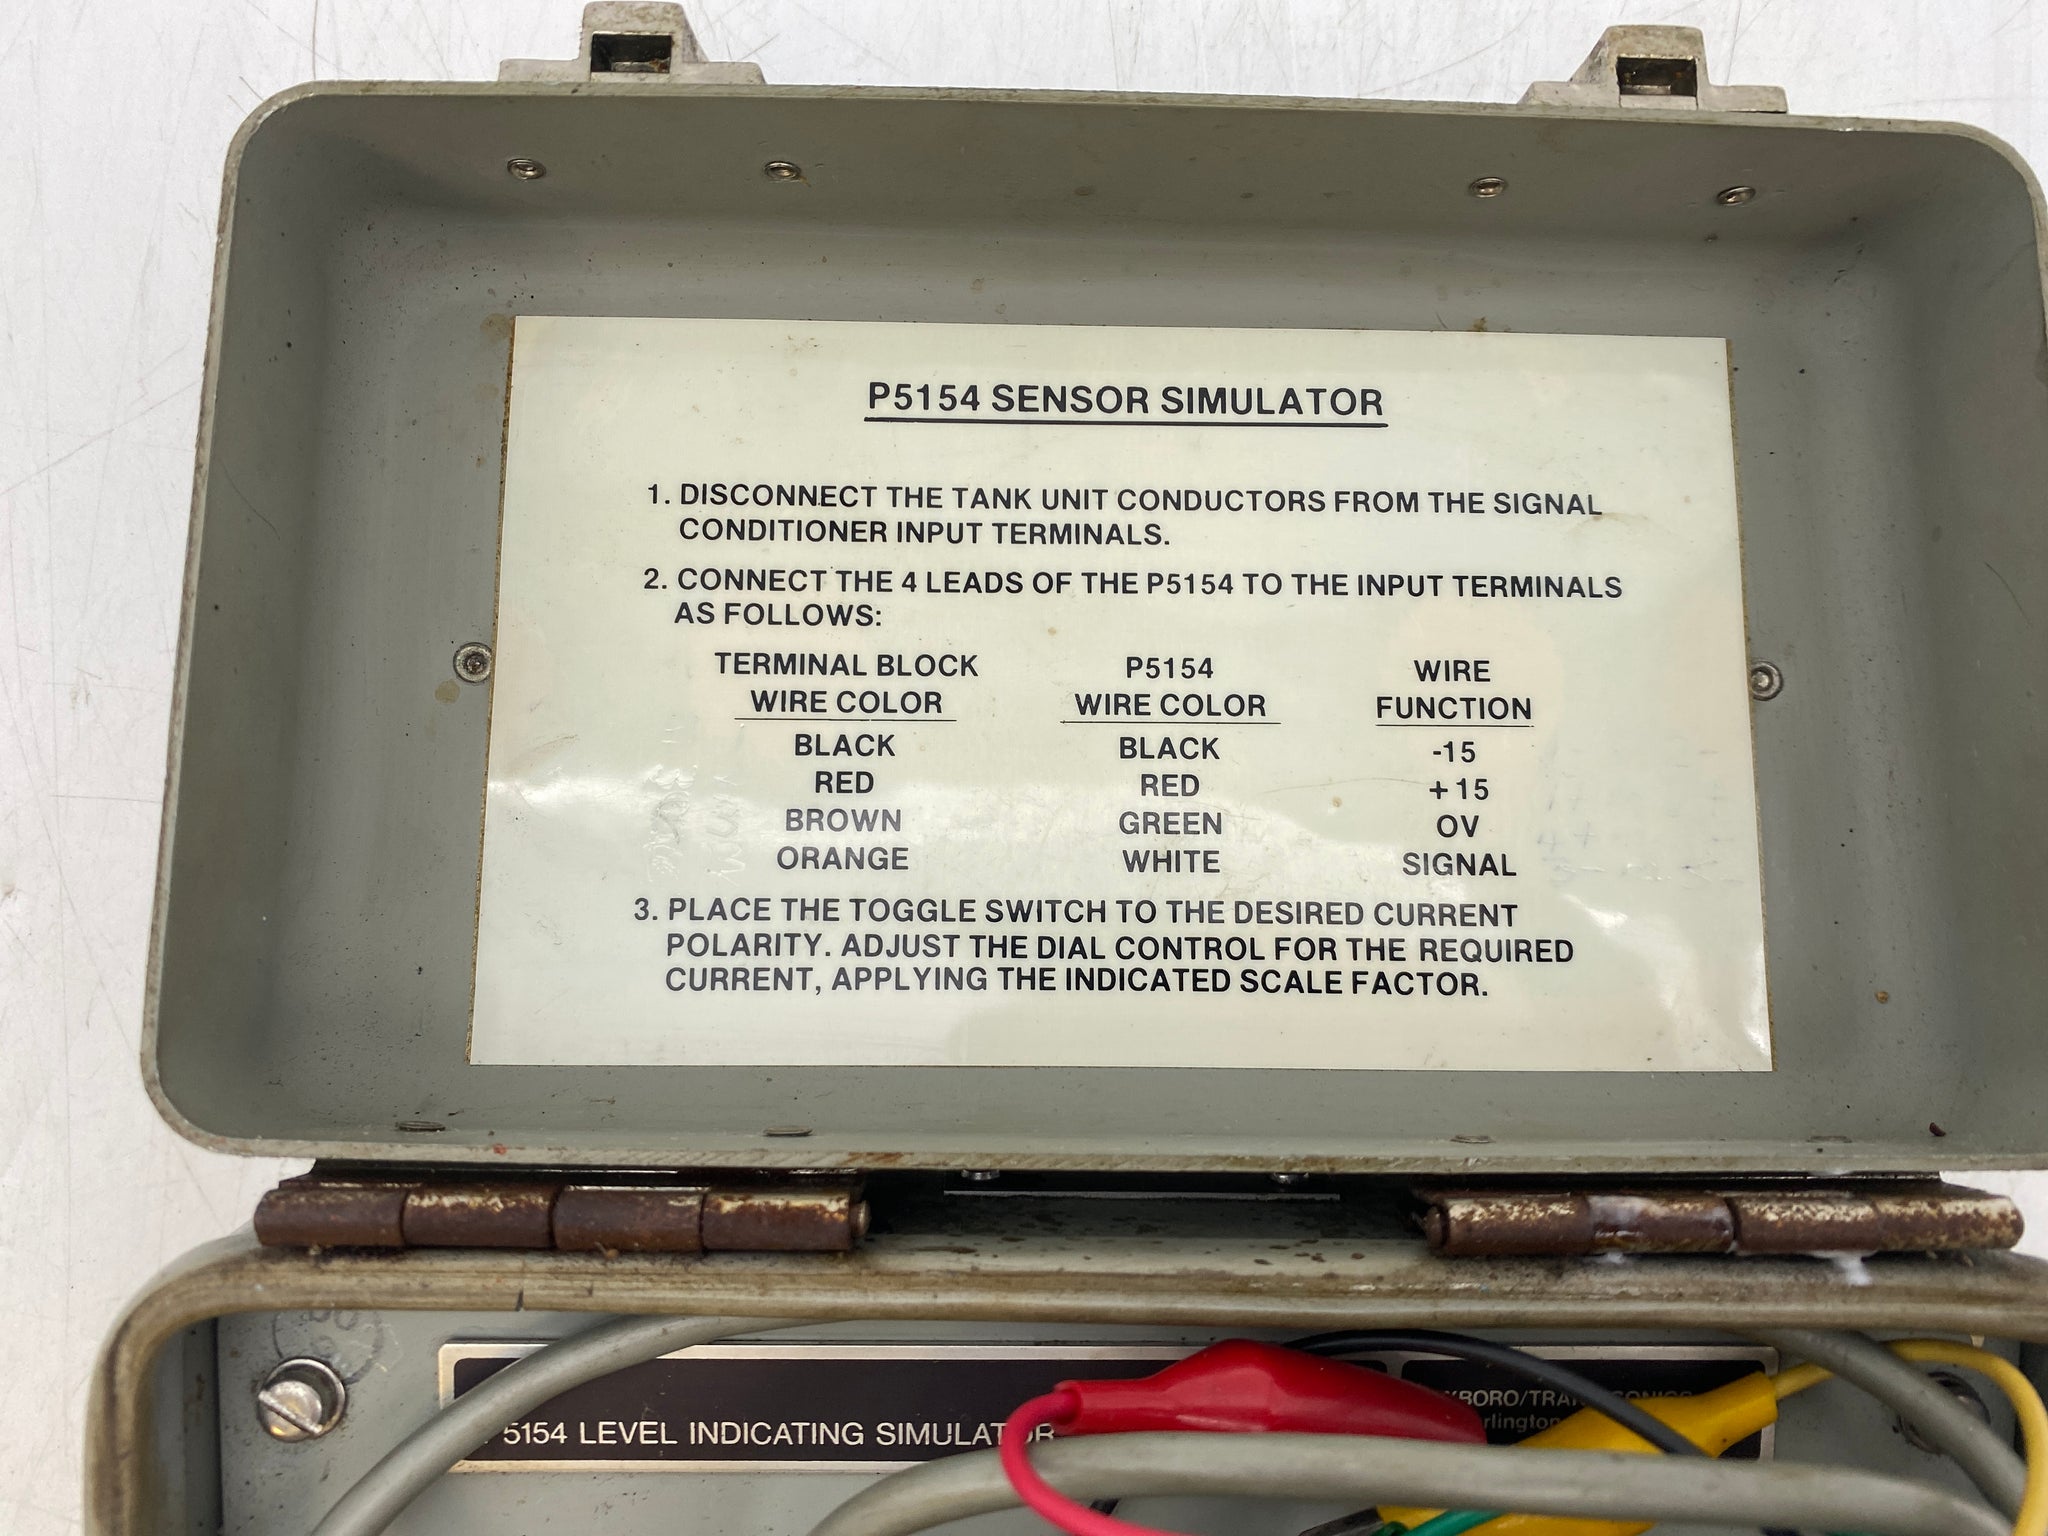 P5154 SENSOR SIMULATOR
1. DISCONNECT THE TANK UNIT CONDUCTORS FROM THE SIGNAL
CONDITIONER INPUT TERMINALS.
2. CONNECT THE 4 LEADS OF THE P5154 TO THE INPUT TERMINALS
AS FOLLOWS:
TERMINAL BLOCK P5154 WIRE
WIRE COLOR WIRE COLOR FUNCTION
BLACK BLACK -15
RED RED +15
BROWN GREEN OV
ORANGE WHITE SIGNAL
3. PLACE THE TOGGLE SWITCH TO THE DESIRED CURRENT
POLARITY. ADJUST THE DIAL CONTROL FOR THE REQUIRED
CURRENT, APPLYING THE INDICATED SCALE FACTOR.
5154 LEVEL INDICATING SIMULATOR